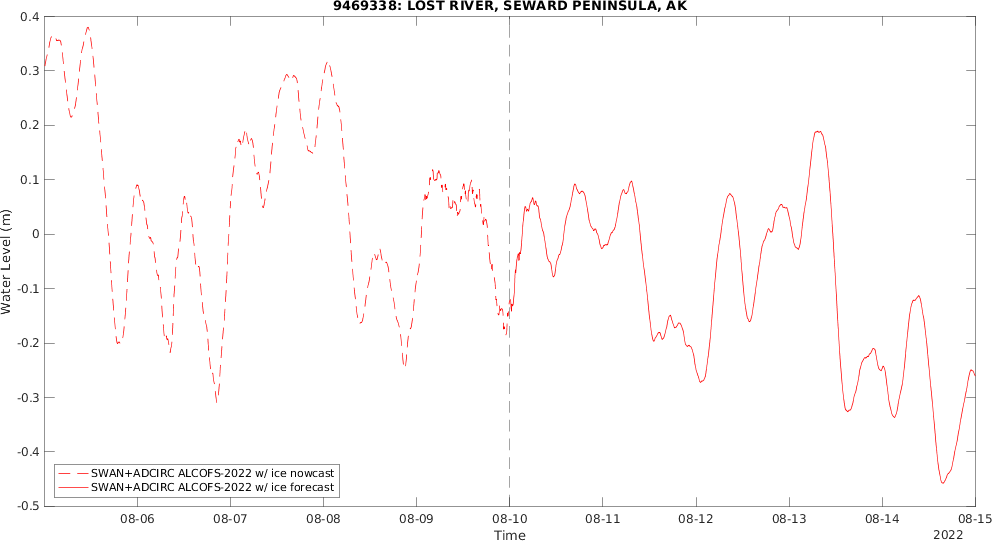 9469338: LOST RIVER, SEWARD PENINSULA, AK
0.4
0.3
0.2
0.1
0
-0.1
-0.2
-0.3
-0.4
-0.5
Water Level (m)
SWAN+ADCIRC ALCOFS-2022 w/ ice nowcast
SWAN+ADCIRC ALCOFS-2022 w/ ice forecast
08-06 08-07 08-08 08-09 08-10 08-11 08-12 08-13 08-14 08-15
Time
2022